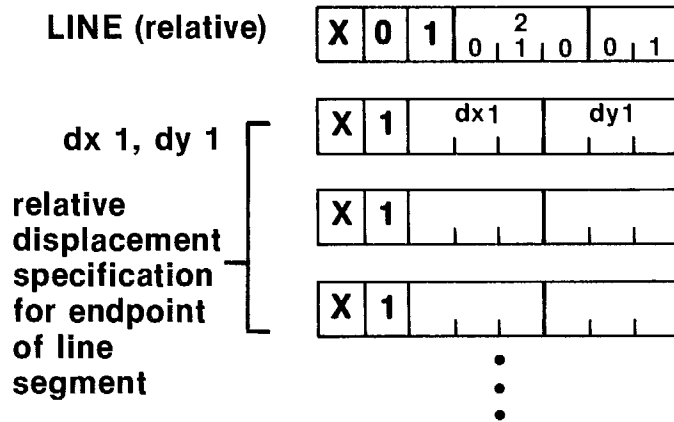 LINE (relative) X 0 1 2
0 1 0 0 1
dx 1, dy 1 X 1 dx1 dy1
relative X 1
displacement
specification
for endpoint X 1
of line
segment